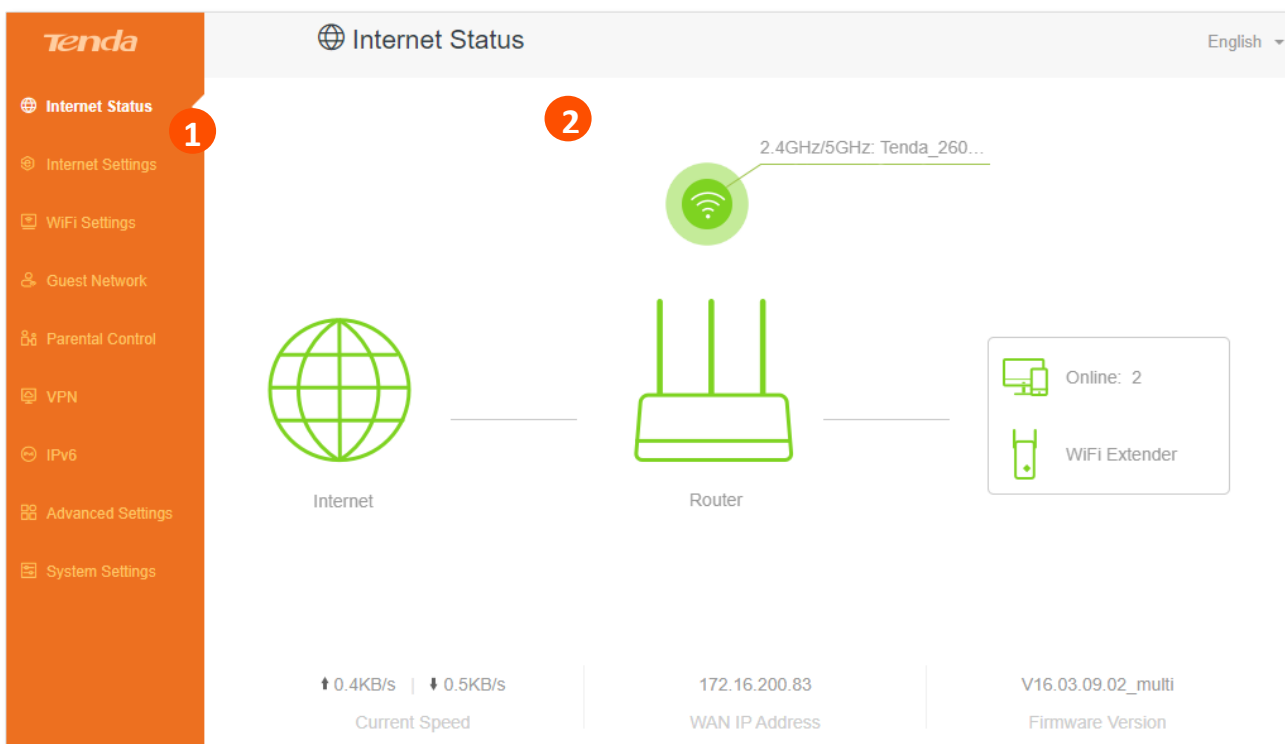 Tenda
Internet Status
English
Internet Status
1
2
Internet Settings
2.4GHz/5GHz: Tenda_260...
WiFi Settings
Guest Network
Parental Control
VPN
IPv6
Advanced Settings
System Settings
Online: 2
WiFi Extender
Internet
Router
0.4KB/s | 0.5KB/s
Current Speed
172.16.200.83
WAN IP Address
V16.03.09.02_multi
Firmware Version